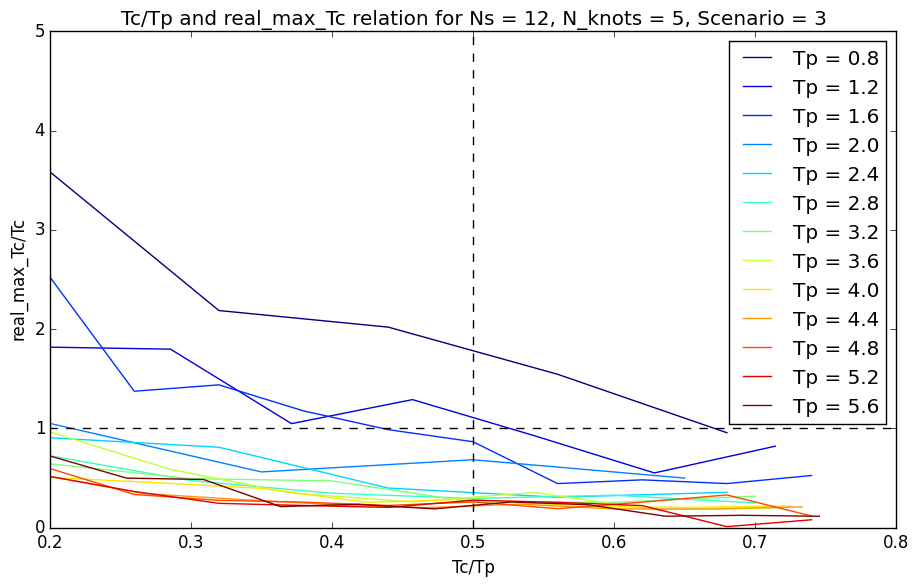 Tc/Tp and real_max_Tc relation for Ns = 12, N_knots = 5, Scenario = 3
real_max_Tc/Tc
5
4
3
2
1
0
0.2 0.3 0.4 0.5 0.6 0.7 0.8
Tc/Tp
Tp = 0.8
Tp = 1.2
Tp = 1.6
Tp = 2.0
Tp = 2.4
Tp = 2.8
Tp = 3.2
Tp = 3.6
Tp = 4.0
Tp = 4.4
Tp = 4.8
Tp = 5.2
Tp = 5.6